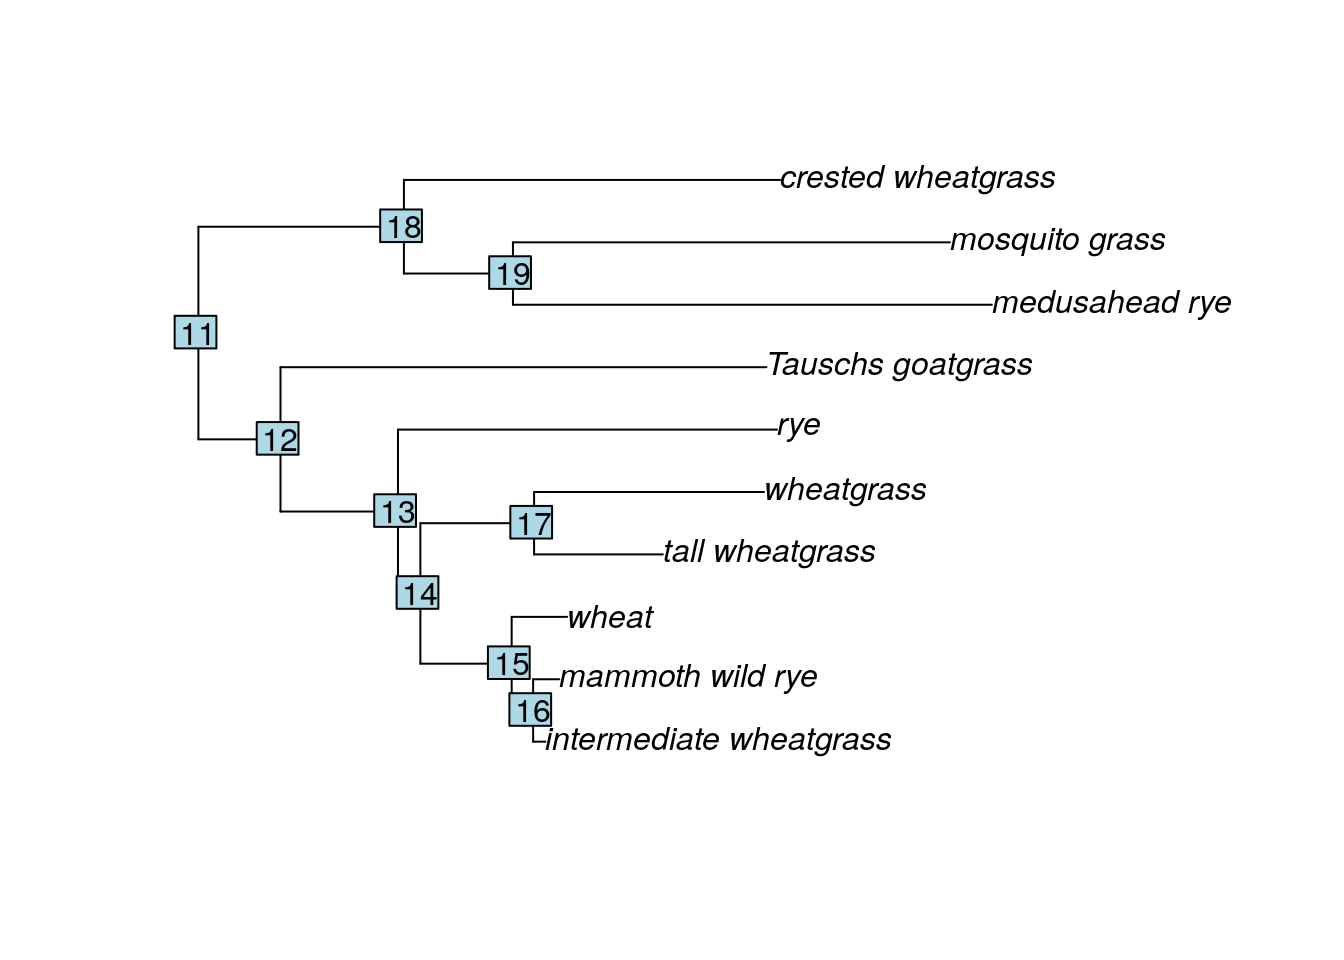 crested wheatgrass
18
mosquito grass
19
medusahead rye
11
Tauschs goatgrass
rye
12
wheatgrass
13
17
tall wheatgrass
14
wheat
15
mammoth wild rye
16
intermediate wheatgrass